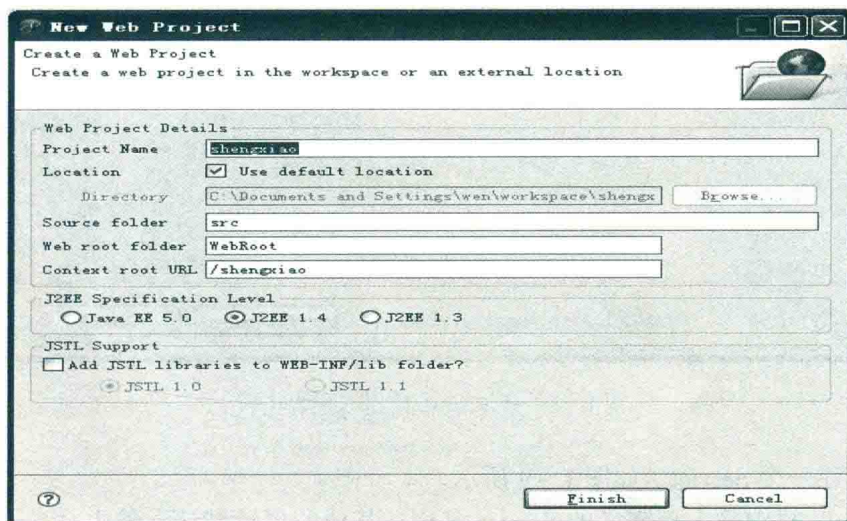 New Web Project
Create a Web Project
Create a web project in the workspace or an external location
Web Project Details
Project Name shengxiao
Location Use default location
Directory C:\Documents and Settings\wen\workspace\shengx Browse...
Source folder src
Web root folder WebRoot
Context root URL /shengxiao
J2EE Specification Level
Java EE 5.0 J2EE 1.4 J2EE 1.3
JSTL Support
Add JSTL libraries to WEB-INF/lib folder?
JSTL 1.0 JSTL 1.1
? Finish Cancel